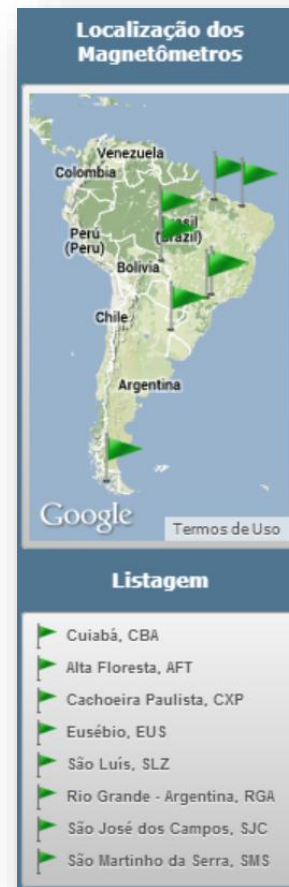 Localização dos
Magnetômetros
Venezuela
Colombia
Perú
(Peru)
(Brazil)
Bolivia
Chile
Argentina
Google
Termos de Uso
Listagem
Cuiabá, CBA
Alta Floresta, AFT
Cachoeira Paulista, CXP
Eusébio, EUS
São Luís, SLZ
Rio Grande - Argentina, RGA
São José dos Campos, SJC
São Martinho da Serra, SMS